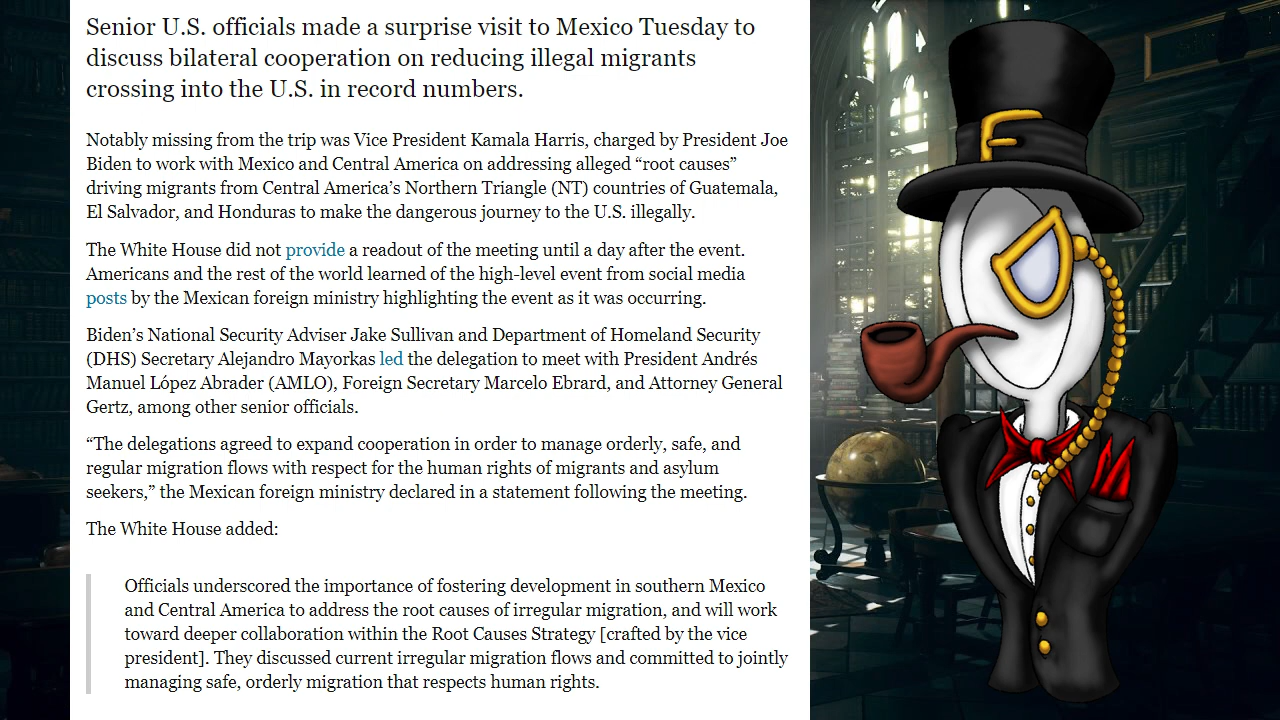 Senior U.S. officials made a surprise visit to Mexico Tuesday to
discuss bilateral cooperation on reducing illegal migrants
crossing into the U.S. in record numbers.
Notably missing from the trip was Vice President Kamala Harris, charged by President Joe
Biden to work with Mexico and Central America on addressing alleged “root causes”
driving migrants from Central America’s Northern Triangle (NT) countries of Guatemala,
El Salvador, and Honduras to make the dangerous journey to the U.S. illegally.
The White House did not provide a readout of the meeting until a day after the event.
Americans and the rest of the world learned of the high-level event from social media
posts by the Mexican foreign ministry highlighting the event as it was occurring.
Biden’s National Security Adviser Jake Sullivan and Department of Homeland Security
(DHS) Secretary Alejandro Mayorkas led the delegation to meet with President Andrés
Manuel López Abrader (AMLO), Foreign Secretary Marcelo Ebrard, and Attorney General
Gertz, among other senior officials.
“The delegations agreed to expand cooperation in order to manage orderly, safe, and
regular migration flows with respect for the human rights of migrants and asylum
seekers,” the Mexican foreign ministry declared in a statement following the meeting.
The White House added:
Officials underscored the importance of fostering development in southern Mexico
and Central America to address the root causes of irregular migration, and will work
toward deeper collaboration within the Root Causes Strategy [crafted by the vice
president]. They discussed current irregular migration flows and committed to jointly
managing safe, orderly migration that respects human rights.